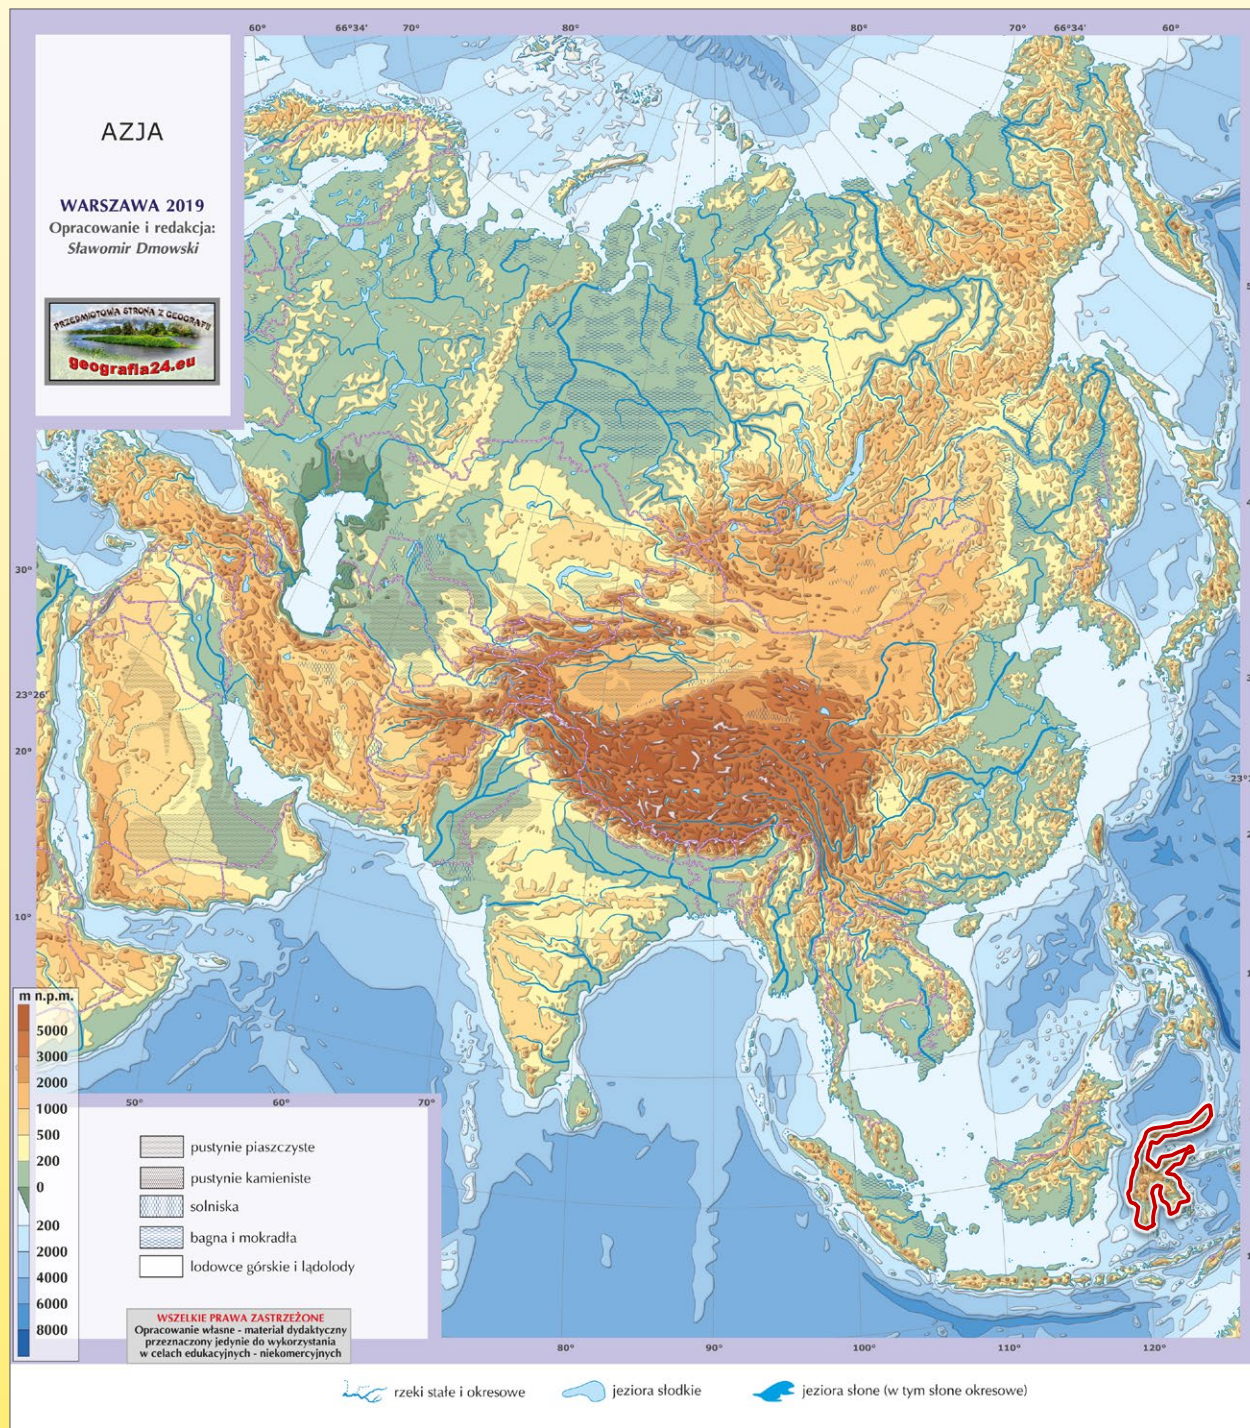 60° 66°34' 70° 80° 80° 70° 66°34' 60°
AZJA
WARSZAWA 2019
Opracowanie i redakcja:
Sławomir Dmowski
PRZEDMIOTOWA STRONA Z GEOGRAFII
geografia24.eu
30°
23°26'
20°
10°
m n.p.m.
5000
3000
2000
1000
500
200
0
200
2000
4000
6000
8000
50° 60° 70°
pustynie piaszczyste
pustynie kamieniste
solniska
bagna i mokradła
lodowce górskie i lądolody
WSZELKIE PRAWA ZASTRZEŻONE
Opracowanie własne - materiał dydaktyczny
przeznaczony jedynie do wykorzystania
w celach edukacyjnych - niekomercyjnych
80° 90° 100° 110° 120°
rzeki stałe i okresowe
jeziora słodkie
jeziora słone (w tym słone okresowe)